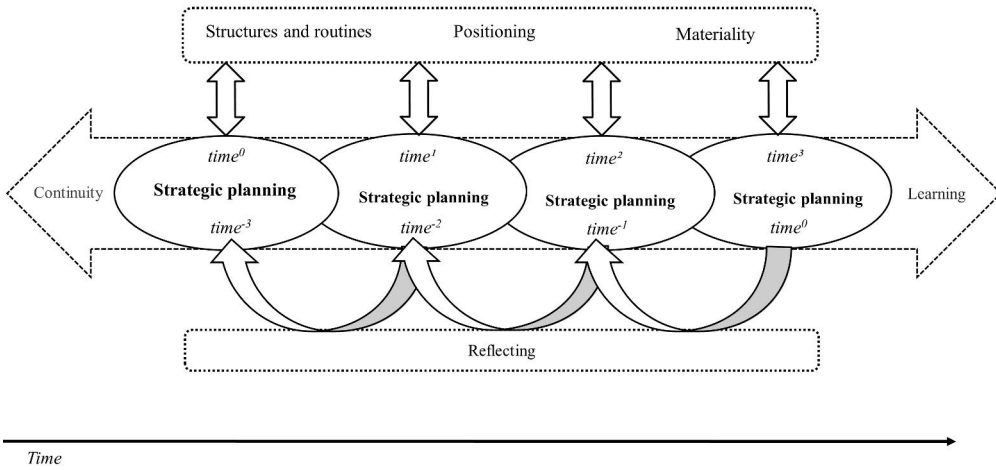 Structures and routines Positioning Materiality
time⁰ time¹ time² time³
Continuity Strategic planning Strategic planning Strategic planning Strategic planning Learning
time⁻³ time⁻² time⁻¹ time⁰
Reflecting
Time